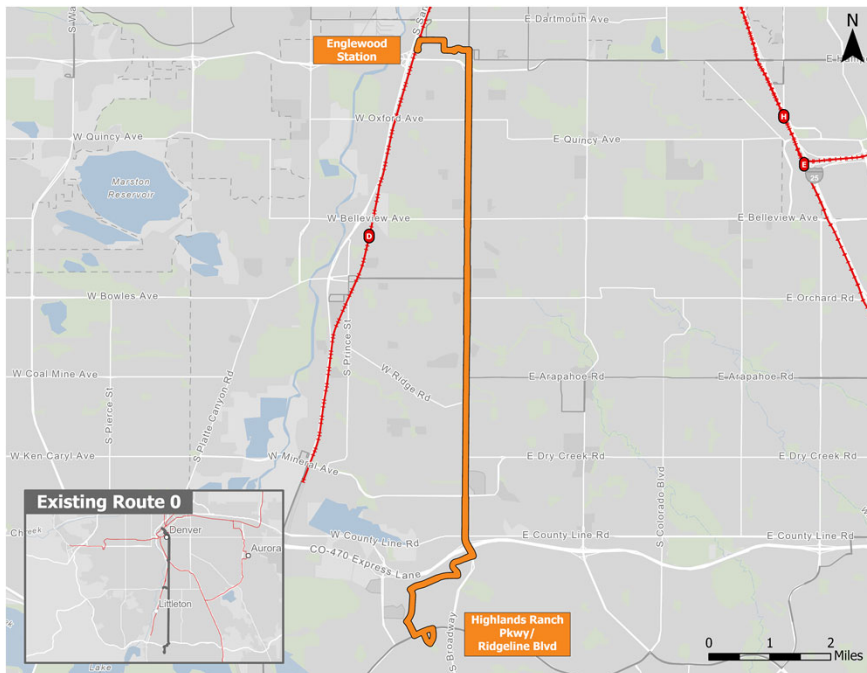 E Dartmouth Ave
N
Englewood
Station
W Oxford Ave
W Quincy Ave
E Quincy Ave
H
E
25
Marston
Reservoir
W Belleview Ave
E Belleview Ave
D
W Bowles Ave
E Orchard Rd
S Prince St
S Platte Canyon Rd
W Ridge Rd
W Coal Mine Ave
E Arapahoe Rd
E Arapahoe Rd
S Pierce St
W Ken Caryl Ave
W Mineral Ave
E Dry Creek Rd
E Dry Creek Rd
S Colorado Blvd
Existing Route 0
Denver
Aurora
Littleton
Creek
Lake
W County Line Rd
E County Line Rd
E County Line Rd
CO-470 Express Lane
S Broadway
Highlands Ranch
Pkwy/
Ridgeline Blvd
0 1 2
Miles